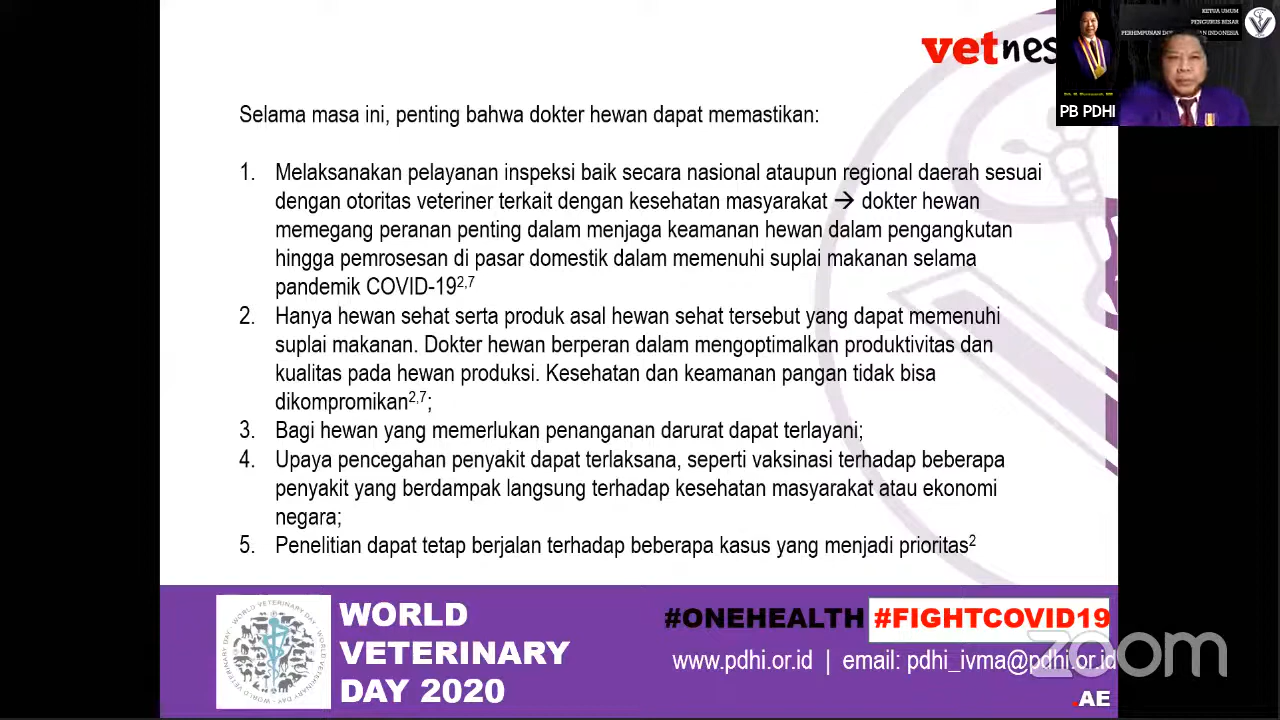 vetnes
KETUA UMUM
PENGURUS BESAR
PB PDHI
Selama masa ini, penting bahwa dokter hewan dapat memastikan:
1. Melaksanakan pelayanan inspeksi baik secara nasional ataupun regional daerah sesuai
dengan otoritas veteriner terkait dengan kesehatan masyarakat → dokter hewan
memegang peranan penting dalam menjaga keamanan hewan dalam pengangkutan
hingga pemrosesan di pasar domestik dalam memenuhi suplai makanan selama
pandemik COVID-19²,⁷
2. Hanya hewan sehat serta produk asal hewan sehat tersebut yang dapat memenuhi
suplai makanan. Dokter hewan berperan dalam mengoptimalkan produktivitas dan
kualitas pada hewan produksi. Kesehatan dan keamanan pangan tidak bisa
dikompromikan²,⁷;
3. Bagi hewan yang memerlukan penanganan darurat dapat terlayani;
4. Upaya pencegahan penyakit dapat terlaksana, seperti vaksinasi terhadap beberapa
penyakit yang berdampak langsung terhadap kesehatan masyarakat atau ekonomi
negara;
5. Penelitian dapat tetap berjalan terhadap beberapa kasus yang menjadi prioritas²
WORLD VETERINARY DAY
WORLD
VETERINARY
DAY 2020
#ONEHEALTH #FIGHTCOVID19
www.pdhi.or.id | email: pdhi_ivma@pdhi.or.id
zoom
.AE